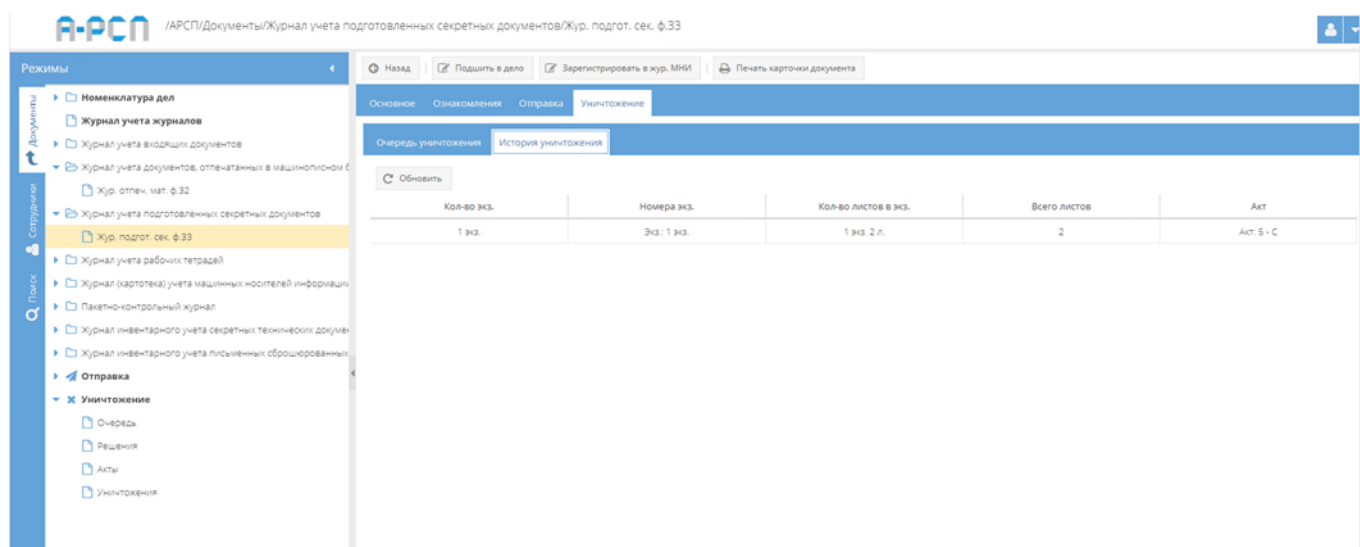 А-РСП
/АРСП/Документы/Журнал учета подготовленных секретных документов/Жур. подгот. сек. ф.33
Режимы
Назад
Подшить в дело
Зарегистрировать в жур. МНИ
Печать карточки документа
Документы
Сотрудники
Поиск
Номенклатура дел
Журнал учета журналов
Журнал учета входящих документов
Журнал учета документов, отпечатанных в машинописном б
Жур. отпеч. мат. ф.32
Журнал учета подготовленных секретных документов
Жур. подгот. сек. ф.33
Журнал учета рабочих тетрадей
Журнал (картотека) учета машинных носителей информации
Пакетно-контрольный журнал
Журнал инвентарного учета секретных технических докумен
Журнал инвентарного учета письменных сброшюрованных
Отправка
Уничтожение
Очередь
Решения
Акты
Уничтожения
Основное Ознакомления Отправка Уничтожение
Очередь уничтожения История уничтожения
Обновить
Кол-во экз. Номера экз. Кол-во листов в экз. Всего листов Акт
1 экз. Экз.: 1 экз. 1 экз. 2 л. 2 Акт: 5 - С